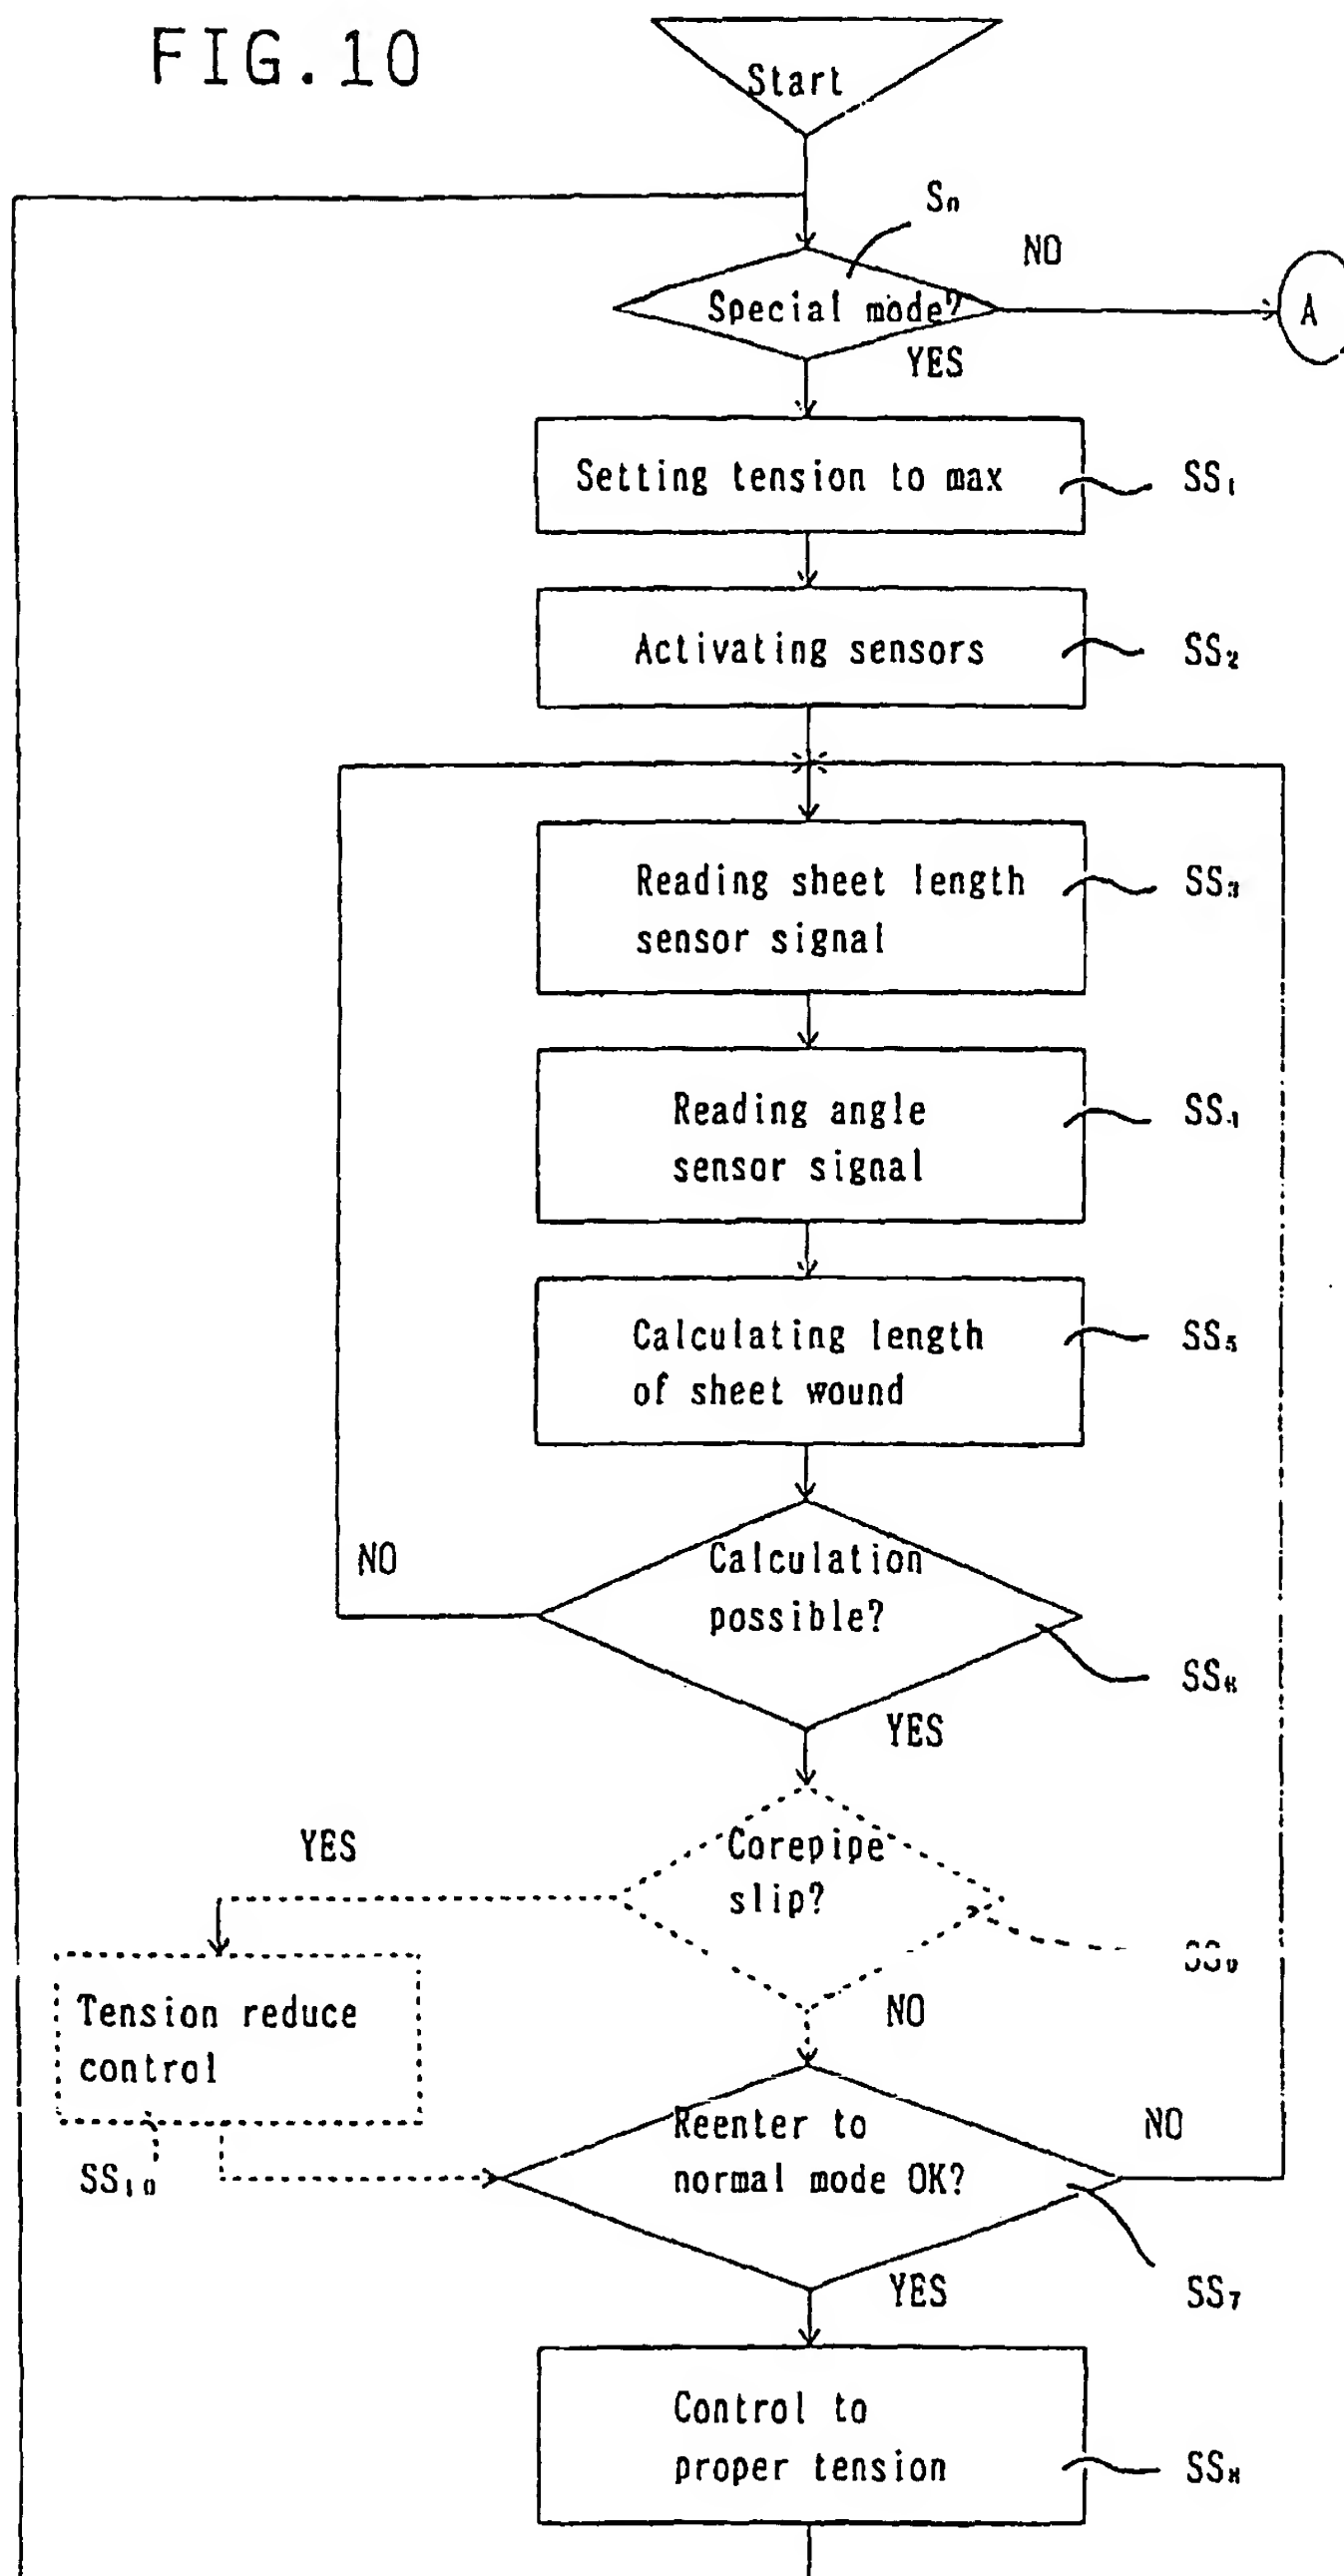 FIG.10
Start
Sₙ
NO
Special mode?
A
YES
Setting tension to max
SS₁
Activating sensors
SS₂
Reading sheet length
sensor signal
SS₃
Reading angle
sensor signal
SS₄
Calculating length
of sheet wound
SS₅
NO
Calculation
possible?
SS₆
YES
YES
Corepipe
slip?
SS₉
NO
Tension reduce
control
SS₁₀
Reenter to
normal mode OK?
NO
SS₇
YES
Control to
proper tension
SS₈